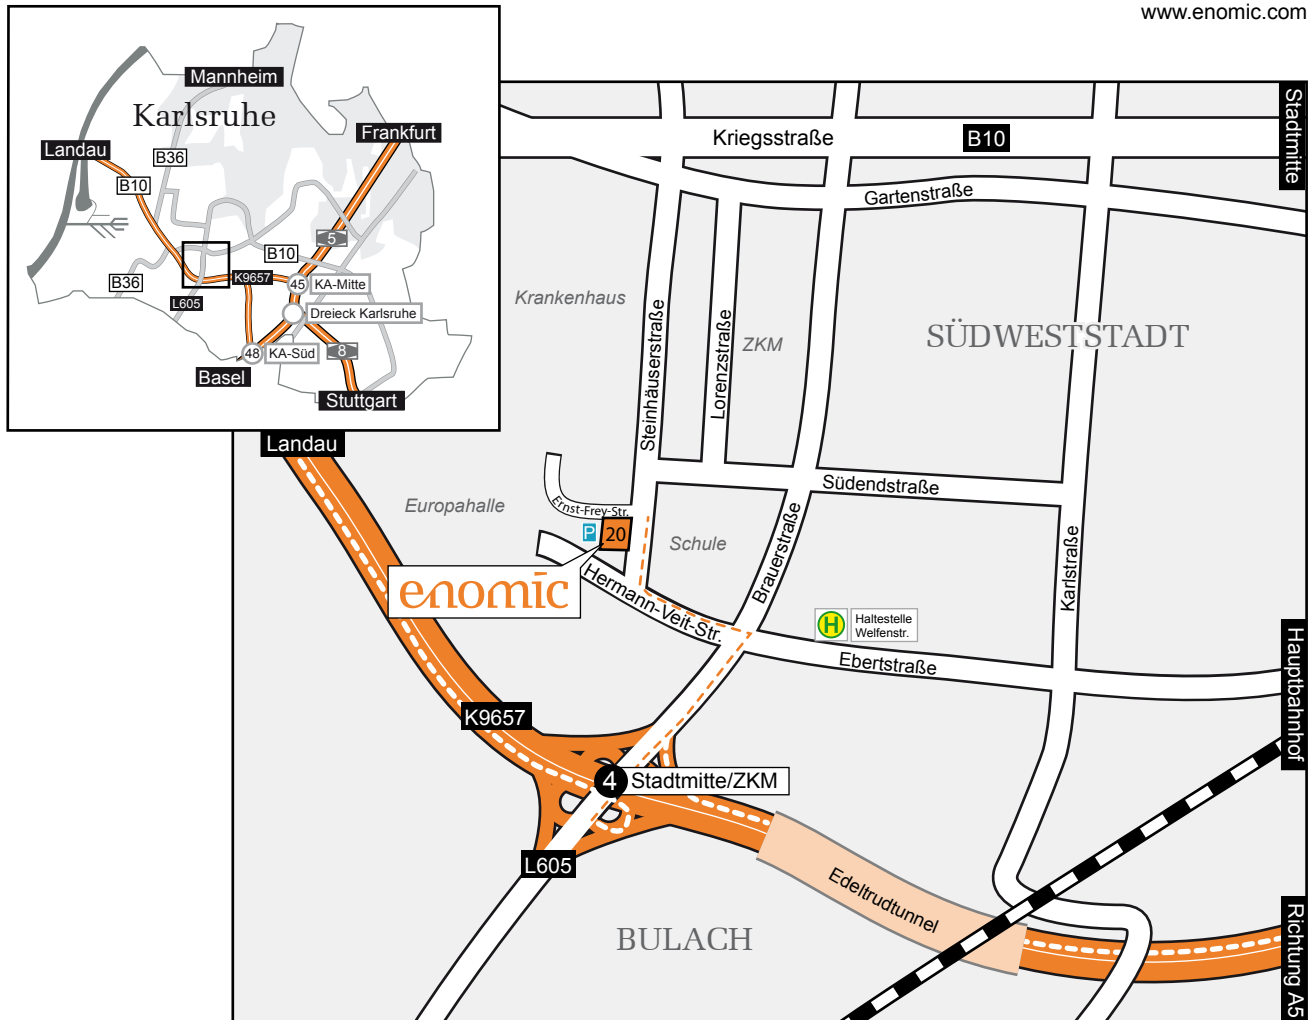 www.enomic.com
Mannheim
Karlsruhe
Frankfurt
Landau
B36
B10
5
B10
B36
K9657
45
KA-Mitte
L605
Dreieck Karlsruhe
48
KA-Süd
8
Basel
Stuttgart
Stadtmitte
Kriegsstraße
B10
Gartenstraße
Krankenhaus
Steinhäuserstraße
Lorenzstraße
ZKM
SÜDWESTSTADT
Landau
Europahalle
Ernst-Frey-Str.
P
20
Schule
Südendstraße
Brauerstraße
Karlstraße
enomic
Hermann-Veit-Str.
H
Haltestelle
Welfenstr.
Ebertstraße
Hauptbahnhof
K9657
4
Stadtmitte/ZKM
L605
Edeltrudtunnel
BULACH
Richtung A5